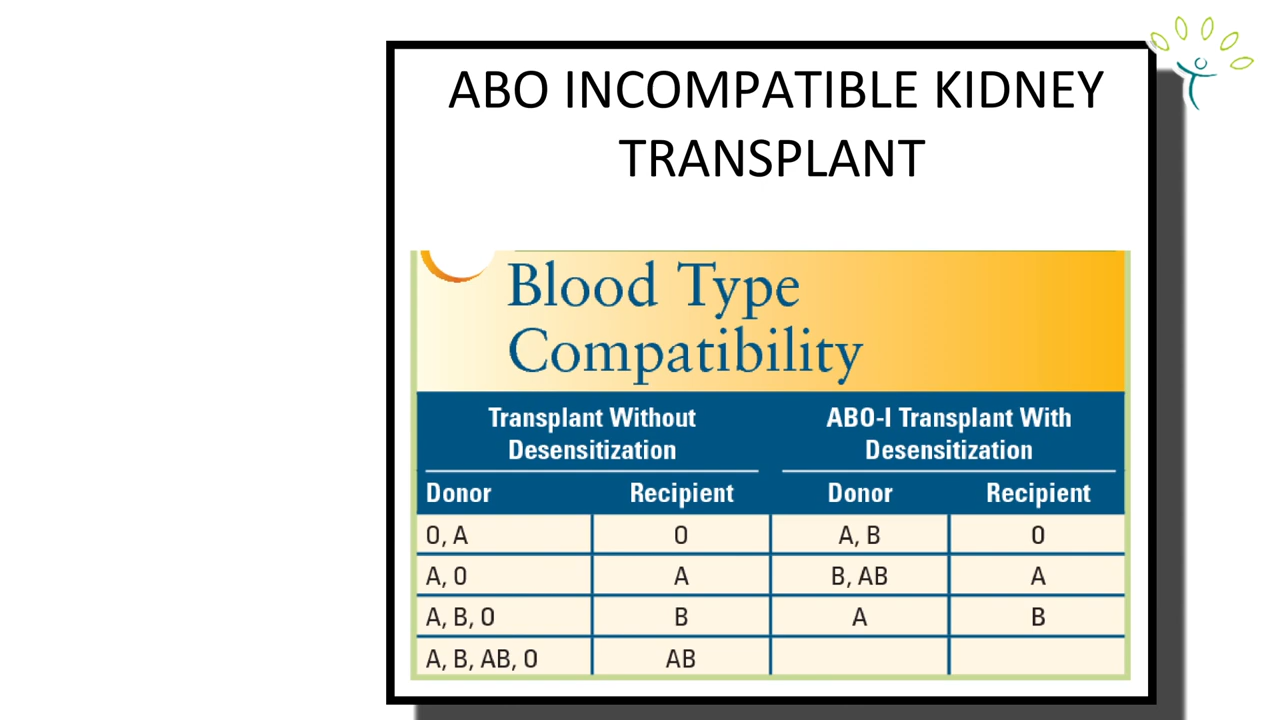 ABO INCOMPATIBLE KIDNEY
TRANSPLANT
Blood Type
Compatibility
Transplant Without
Desensitization
ABO-I Transplant With
Desensitization
Donor Recipient Donor Recipient
O, A O A, B O
A, O A B, AB A
A, B, O B A B
A, B, AB, O AB